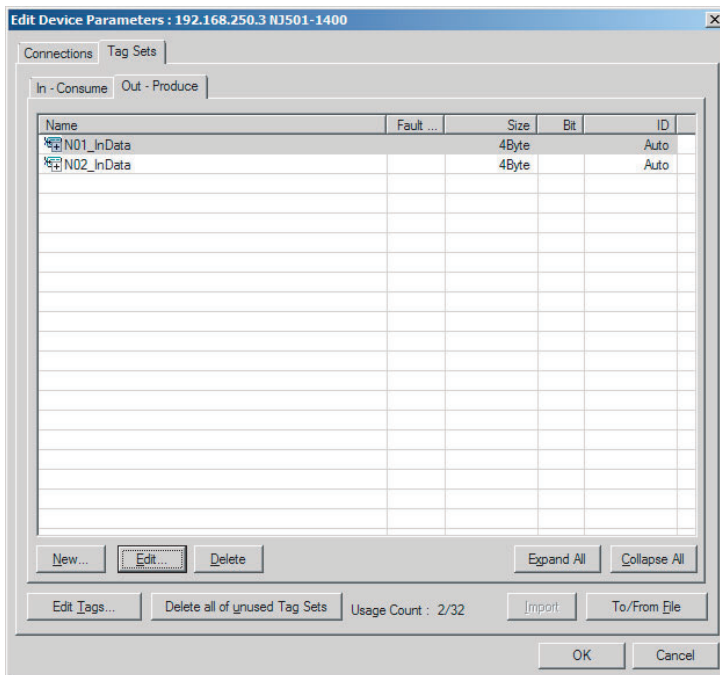 Edit Device Parameters : 192.168.250.3 NJ501-1400
Connections Tag Sets
In - Consume Out - Produce
Name Fault ... Size Bit ID
N01_InData 4Byte Auto
N02_InData 4Byte Auto
New... Edit... Delete Expand All Collapse All
Edit Tags... Delete all of unused Tag Sets Usage Count : 2/32 Import To/From File
OK Cancel